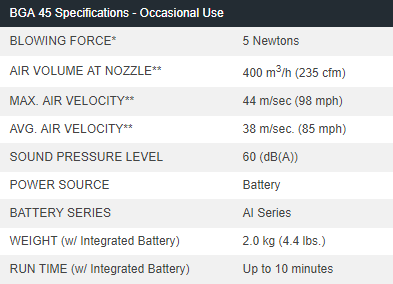 BGA 45 Specifications - Occasional Use
BLOWING FORCE* 5 Newtons
AIR VOLUME AT NOZZLE** 400 m³/h (235 cfm)
MAX. AIR VELOCITY** 44 m/sec (98 mph)
AVG. AIR VELOCITY** 38 m/sec. (85 mph)
SOUND PRESSURE LEVEL 60 (dB(A))
POWER SOURCE Battery
BATTERY SERIES AI Series
WEIGHT (w/ Integrated Battery) 2.0 kg (4.4 lbs.)
RUN TIME (w/ Integrated Battery) Up to 10 minutes